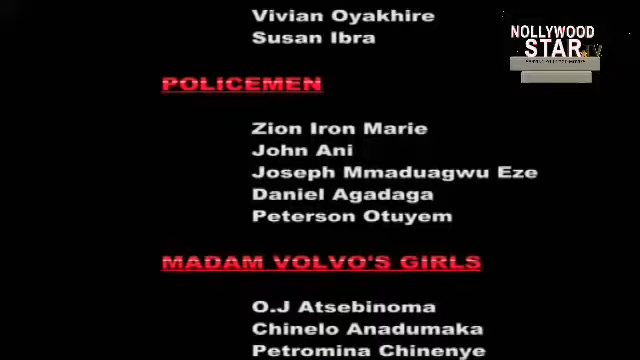 Vivian Oyakhire
Susan Ibra
NOLLYWOOD
STAR TV
POLICEMEN
Zion Iron Marie
John Ani
Joseph Mmaduagwu Eze
Daniel Agadaga
Peterson Otuyem
MADAM VOLVO'S GIRLS
O.J Atsebinoma
Chinelo Anadumaka
Petromina Chinenye